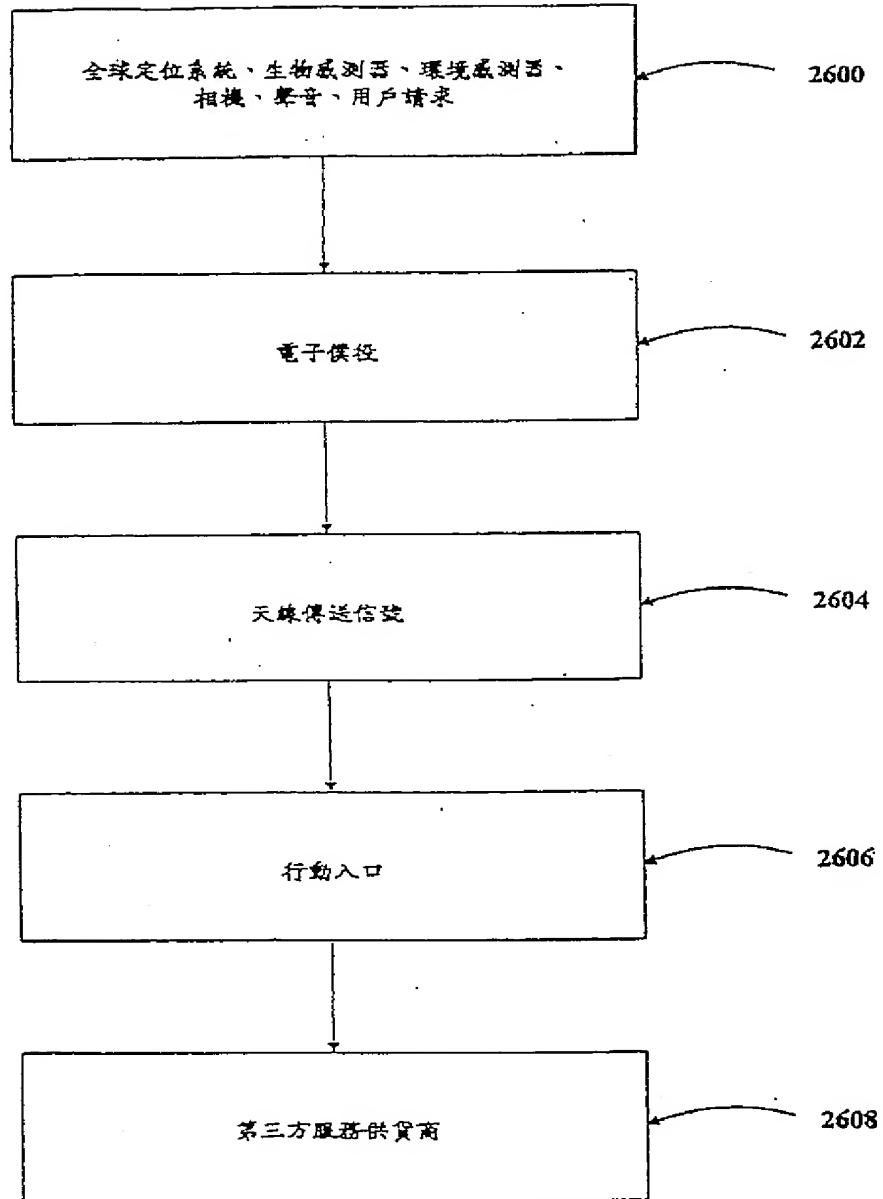 全球定位系統、生物感測器、環境感測器、
相機、聲音、用戶請求
2600
電子僕役
2602
天線傳送信號
2604
行動入口
2606
第三方服務供貨商
2608